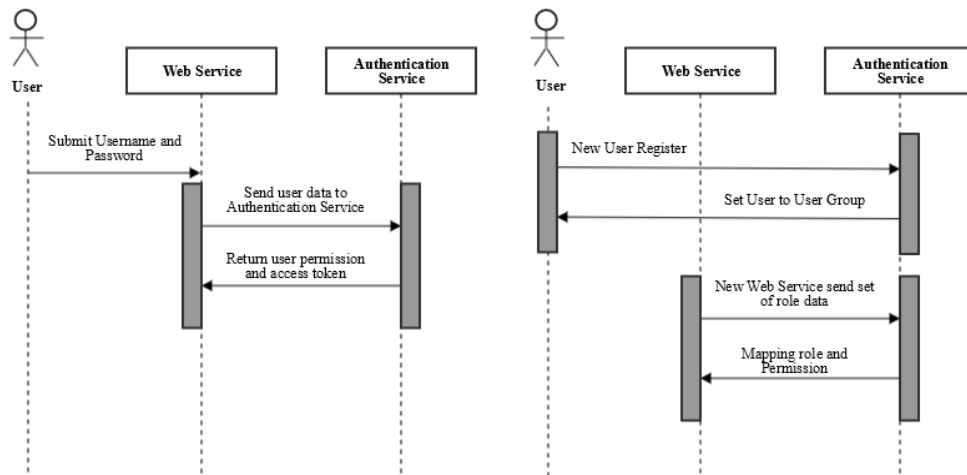 User
Web Service
Authentication
Service
Submit Username and
Password
Send user data to
Authentication Service
Return user permission
and access token
User
Web Service
Authentication
Service
New User Register
Set User to User Group
New Web Service send set
of role data
Mapping role and
Permission